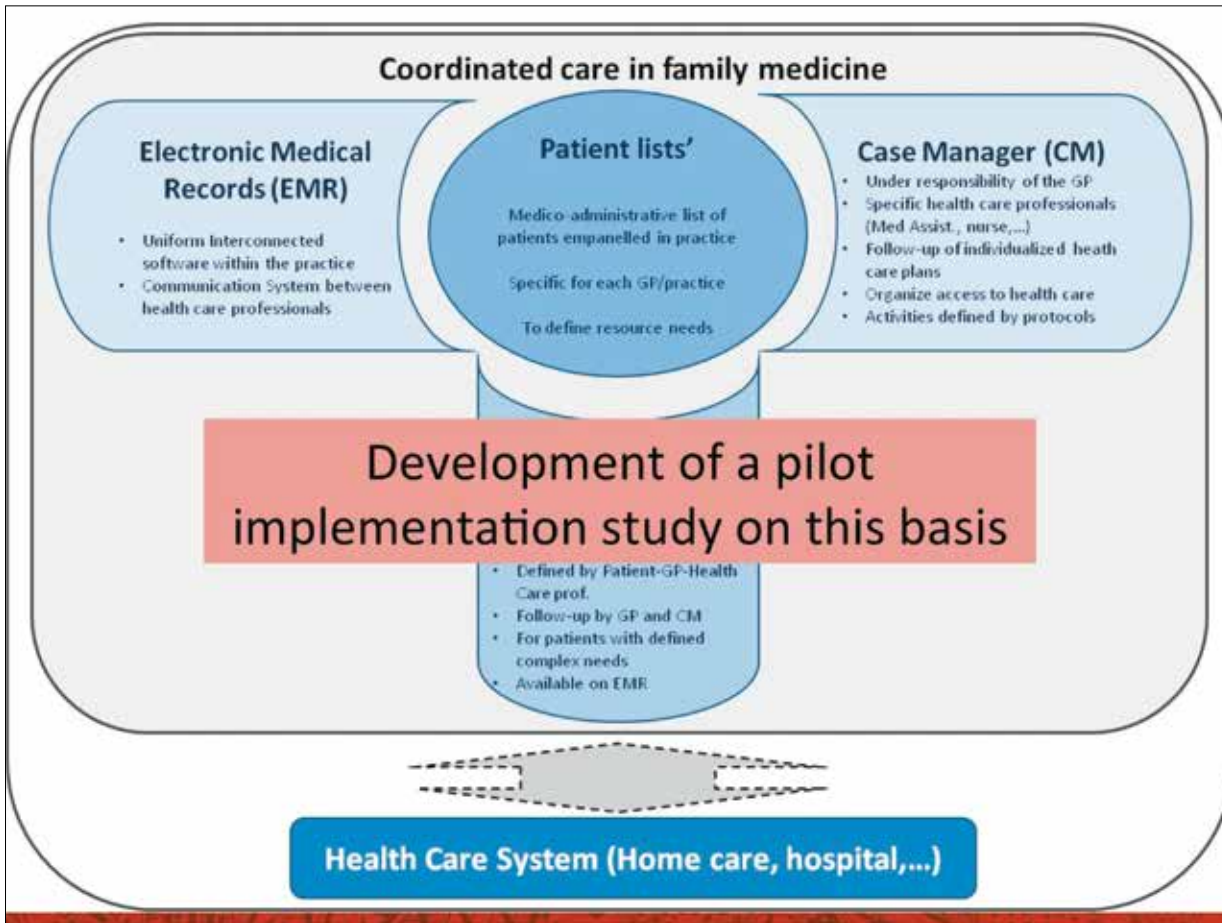 Coordinated care in family medicine
Electronic Medical
Records (EMR)
• Uniform Interconnected
software within the practice
• Communication System between
health care professionals
Patient lists'
Medico-administrative list of
patients empanelled in practice
Specific for each GP/practice
To define resource needs
Case Manager (CM)
• Under responsibility of the GP
• Specific health care professionals
(Med Assist., nurse,...)
• Follow-up of individualized heath
care plans
• Organize access to health care
• Activities defined by protocols
Development of a pilot
implementation study on this basis
• Defined by Patient-GP-Health
Care prof.
• Follow-up by GP and CM
• For patients with defined
complex needs
• Available on EMR
Health Care System (Home care, hospital,...)